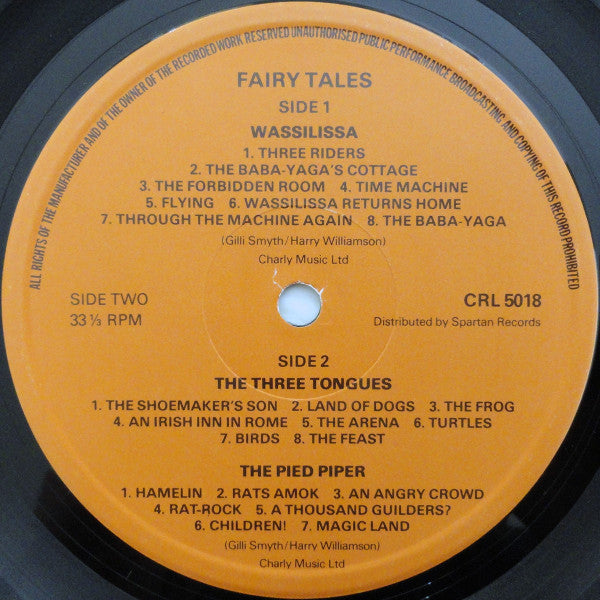 ALL RIGHTS OF THE MANUFACTURER AND OF THE OWNER OF THE RECORDED WORK RESERVED UNAUTHORISED PUBLIC PERFORMANCE BROADCASTING AND COPYING OF THIS RECORD PROHIBITED
FAIRY TALES
SIDE 1
WASSILISSA
1. THREE RIDERS
2. THE BABA-YAGA'S COTTAGE
3. THE FORBIDDEN ROOM 4. TIME MACHINE
5. FLYING 6. WASSILISSA RETURNS HOME
7. THROUGH THE MACHINE AGAIN 8. THE BABA-YAGA
(Gilli Smyth/Harry Williamson)
Charly Music Ltd
SIDE TWO
33⅓ RPM
CRL 5018
Distributed by Spartan Records
SIDE 2
THE THREE TONGUES
1. THE SHOEMAKER'S SON 2. LAND OF DOGS 3. THE FROG
4. AN IRISH INN IN ROME 5. THE ARENA 6. TURTLES
7. BIRDS 8. THE FEAST
THE PIED PIPER
1. HAMELIN 2. RATS AMOK 3. AN ANGRY CROWD
4. RAT-ROCK 5. A THOUSAND GUILDERS?
6. CHILDREN! 7. MAGIC LAND
(Gilli Smyth/Harry Williamson)
Charly Music Ltd